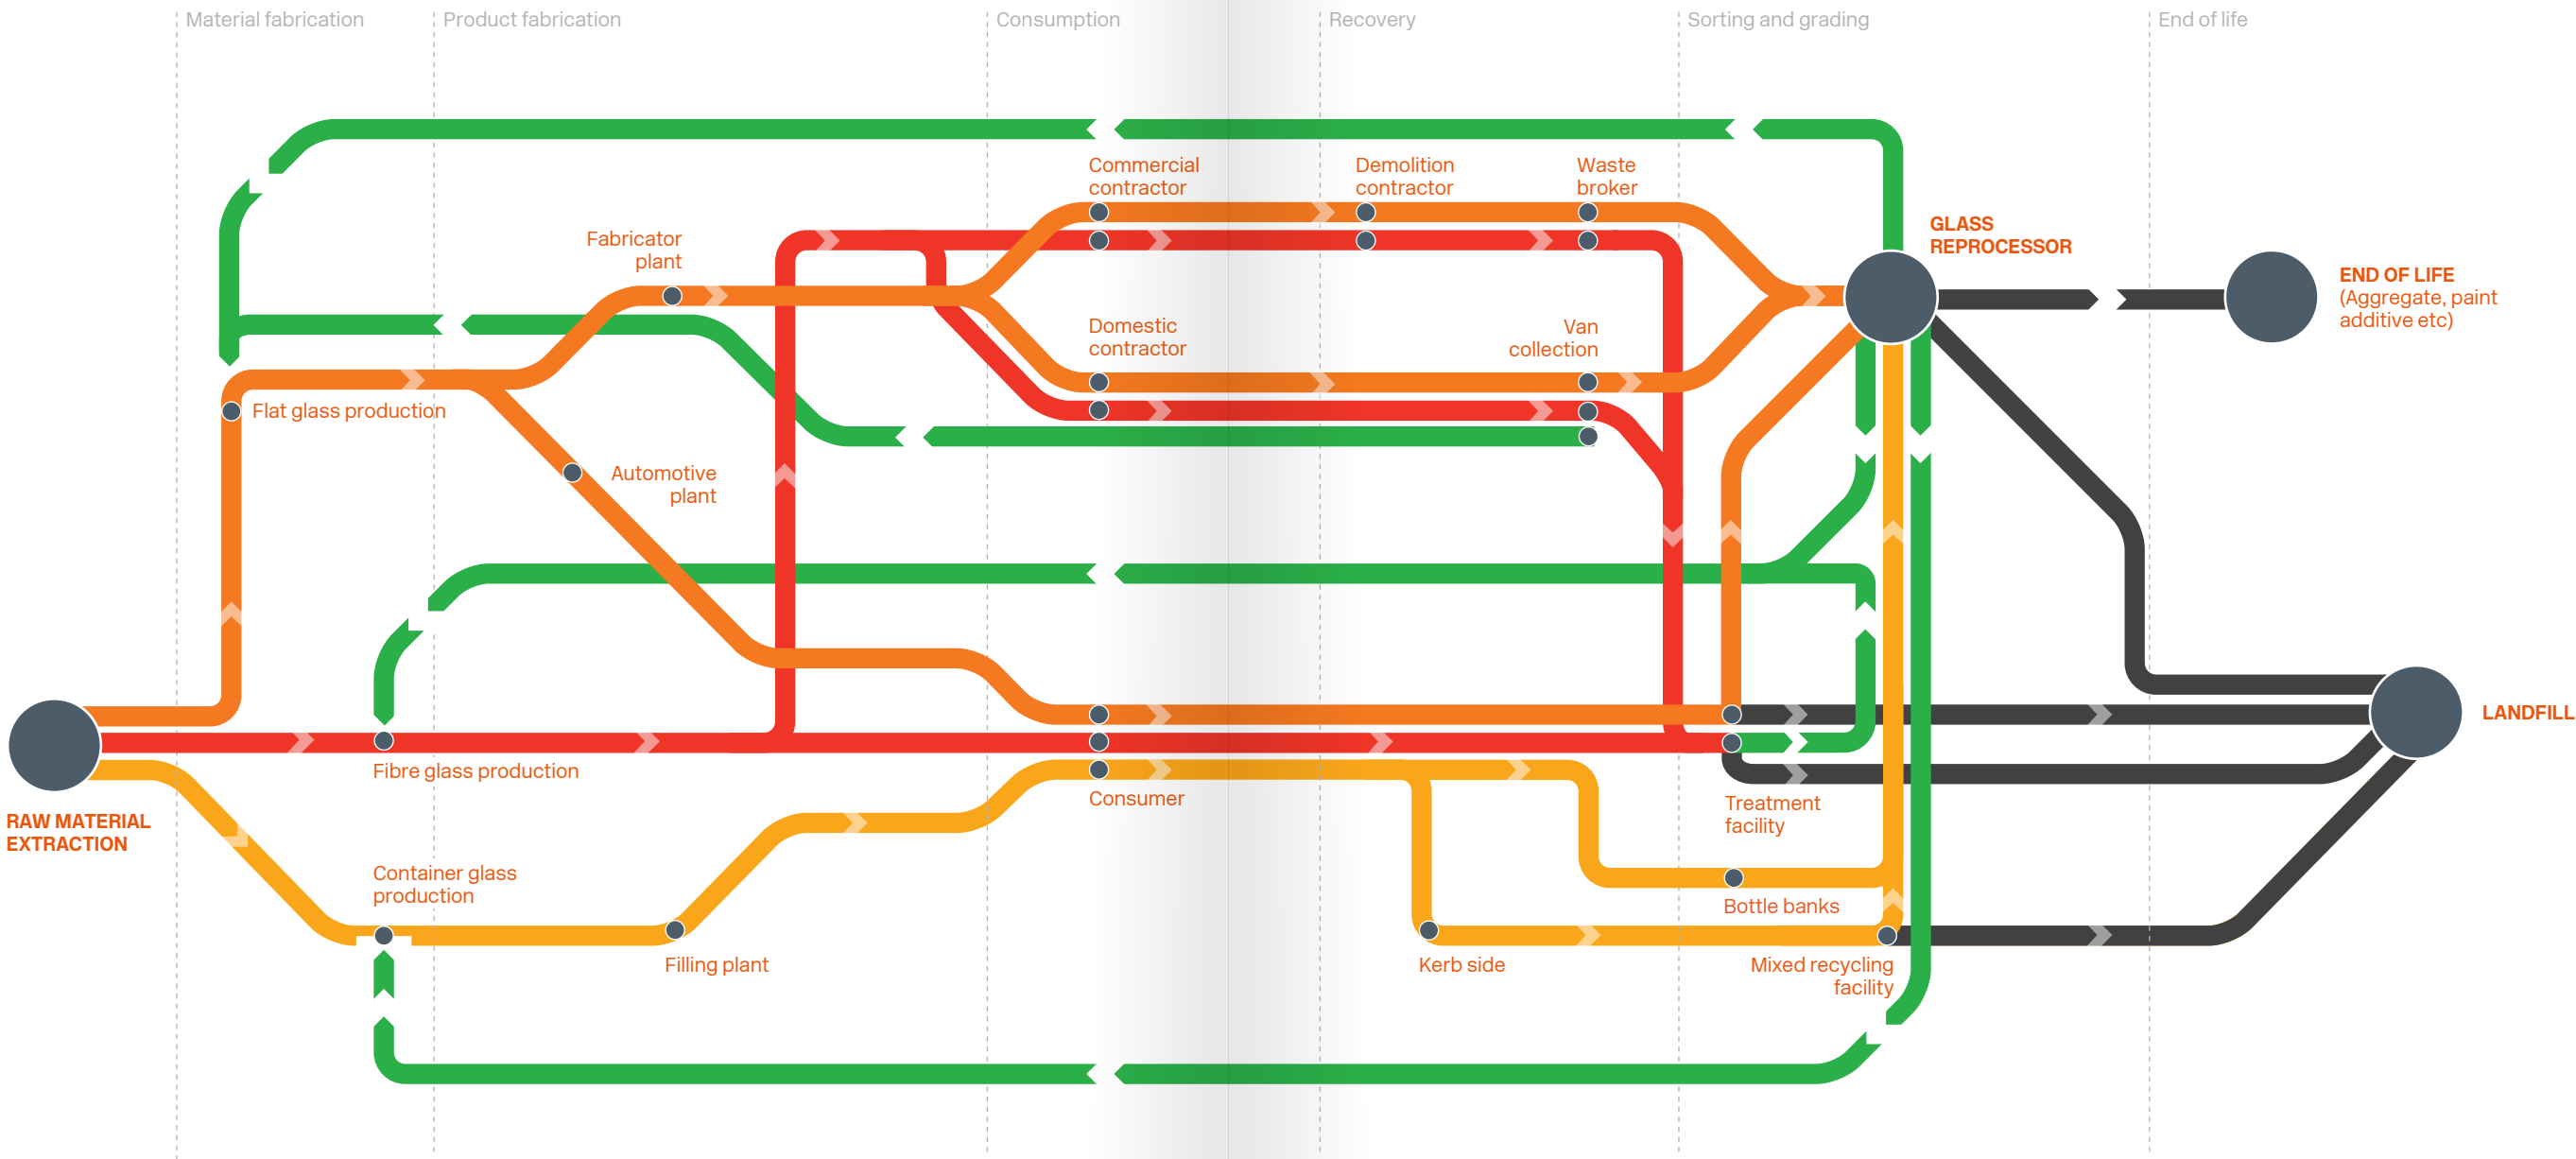 Material fabrication
Product fabrication
Consumption
Recovery
Sorting and grading
End of life
Commercial
contractor
Demolition
contractor
Waste
broker
GLASS
REPROCESSOR
Fabricator
plant
END OF LIFE
(Aggregate, paint
additive etc)
Domestic
contractor
Van
collection
Flat glass production
Automotive
plant
LANDFILL
Fibre glass production
Consumer
RAW MATERIAL
EXTRACTION
Treatment
facility
Container glass
production
Bottle banks
Filling plant
Kerb side
Mixed recycling
facility